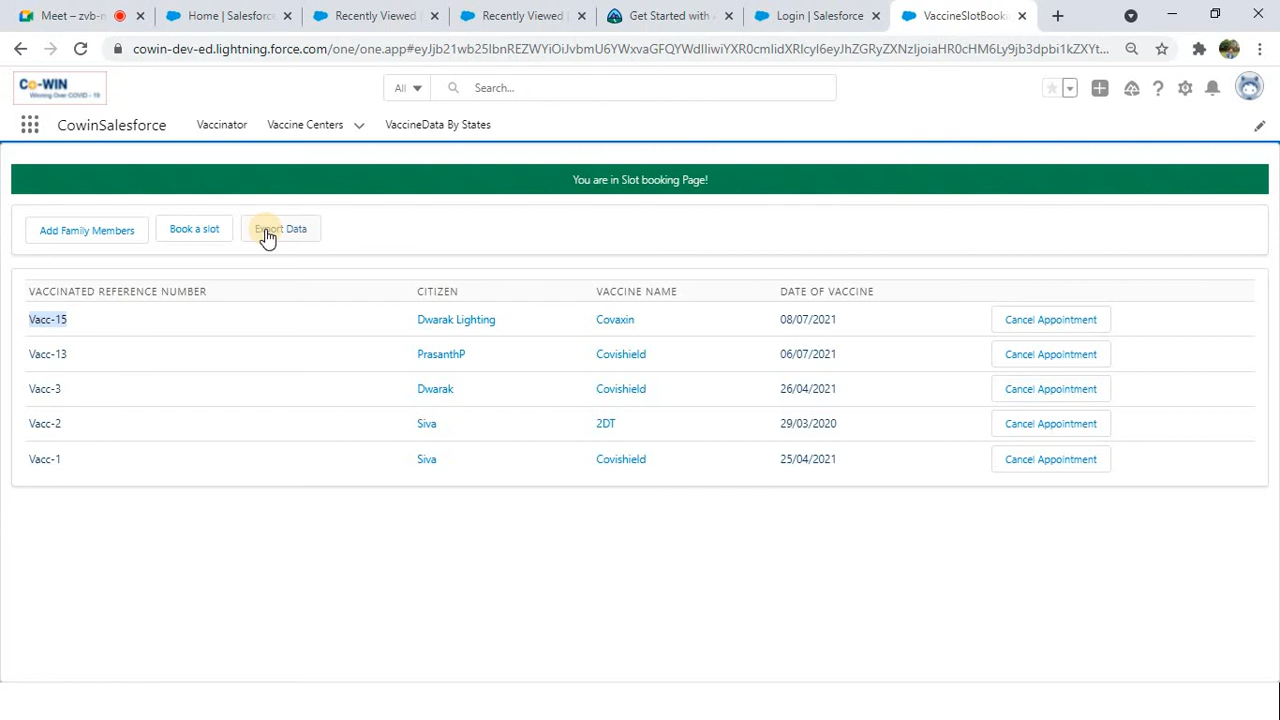 Meet – zvb-n
Home | Salesforc
Recently Viewed |
Recently Viewed |
Get Started with
Login | Salesforce
VaccineSlotBook
cowin-dev-ed.lightning.force.com/one/one.app#
Co-WIN
Winning Over COVID - 19
All
Search...
CowinSalesforce
Vaccinator
Vaccine Centers
VaccineData By States
You are in Slot booking Page!
Add Family Members
Book a slot
Export Data
VACCINATED REFERENCE NUMBER CITIZEN VACCINE NAME DATE OF VACCINE
Vacc-15 Dwarak Lighting Covaxin 08/07/2021 Cancel Appointment
Vacc-13 PrasanthP Covishield 06/07/2021 Cancel Appointment
Vacc-3 Dwarak Covishield 26/04/2021 Cancel Appointment
Vacc-2 Siva 2DT 29/03/2020 Cancel Appointment
Vacc-1 Siva Covishield 25/04/2021 Cancel Appointment